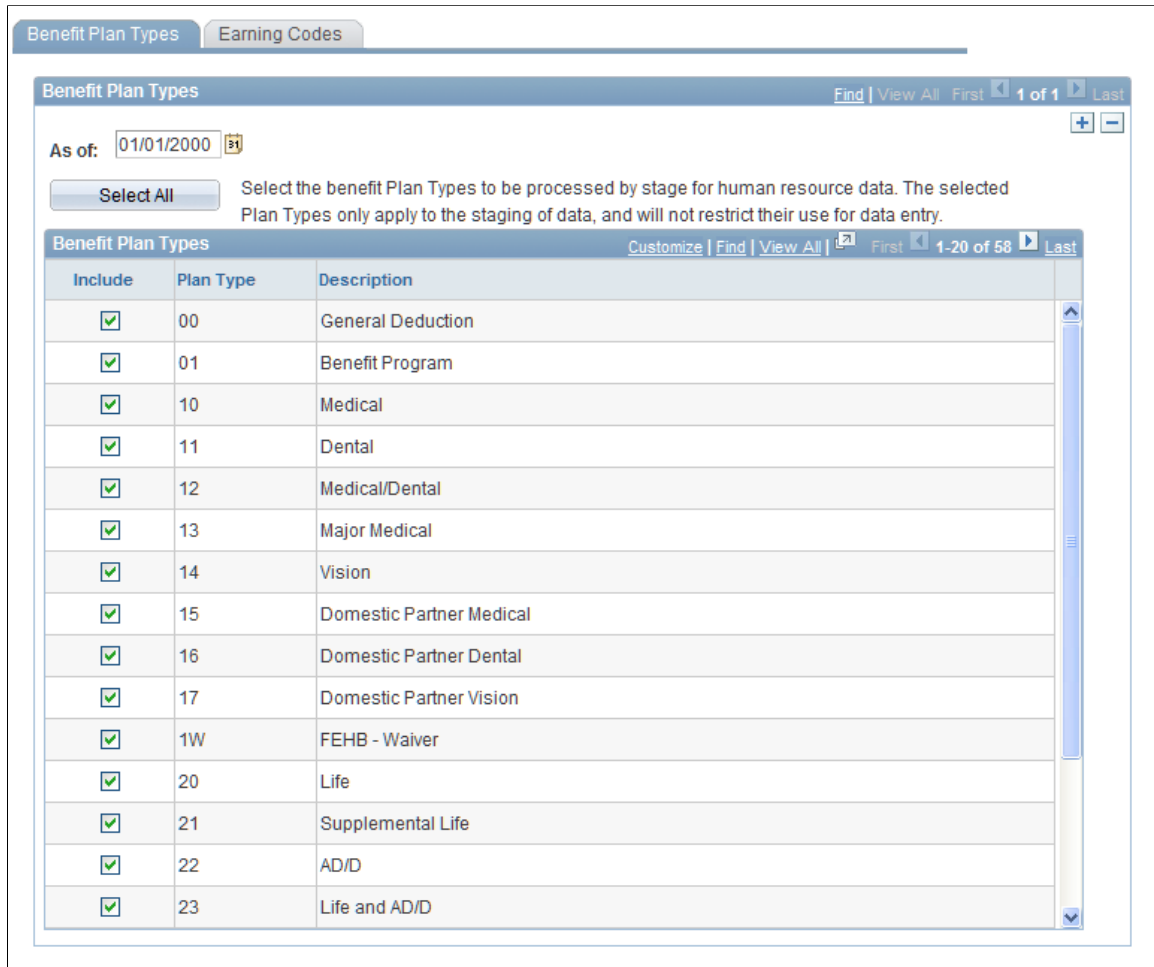 Benefit Plan Types Earning Codes
Benefit Plan Types Find | View All First 1 of 1 Last
As of: 01/01/2000 31
Select All
Select the benefit Plan Types to be processed by stage for human resource data. The selected
Plan Types only apply to the staging of data, and will not restrict their use for data entry.
Benefit Plan Types Customize | Find | View All | First 1-20 of 58 Last
Include Plan Type Description
00 General Deduction
01 Benefit Program
10 Medical
11 Dental
12 Medical/Dental
13 Major Medical
14 Vision
15 Domestic Partner Medical
16 Domestic Partner Dental
17 Domestic Partner Vision
1W FEHB - Waiver
20 Life
21 Supplemental Life
22 AD/D
23 Life and AD/D